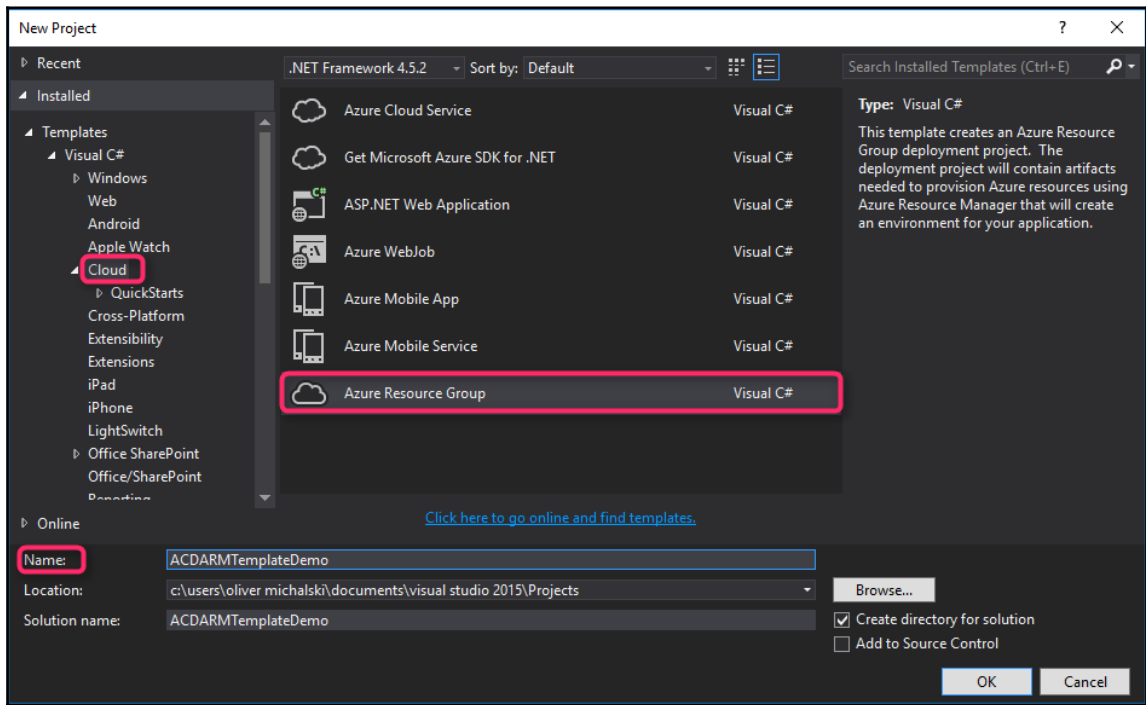 New Project
?
Recent
.NET Framework 4.5.2
Sort by: Default
Search Installed Templates (Ctrl+E)
Installed
Templates
Visual C#
Windows
Web
Android
Apple Watch
Cloud
QuickStarts
Cross-Platform
Extensibility
Extensions
iPad
iPhone
LightSwitch
Office SharePoint
Office/SharePoint
Reporting
Online
Azure Cloud Service Visual C#
Get Microsoft Azure SDK for .NET Visual C#
C#
ASP.NET Web Application Visual C#
C:\
Azure WebJob Visual C#
Azure Mobile App Visual C#
Azure Mobile Service Visual C#
Azure Resource Group Visual C#
Click here to go online and find templates.
Type: Visual C#
This template creates an Azure Resource
Group deployment project. The
deployment project will contain artifacts
needed to provision Azure resources using
Azure Resource Manager that will create
an environment for your application.
Name: ACDARMTemplateDemo
Location: c:\users\oliver michalski\documents\visual studio 2015\Projects
Browse...
Solution name: ACDARMTemplateDemo
Create directory for solution
Add to Source Control
OK
Cancel